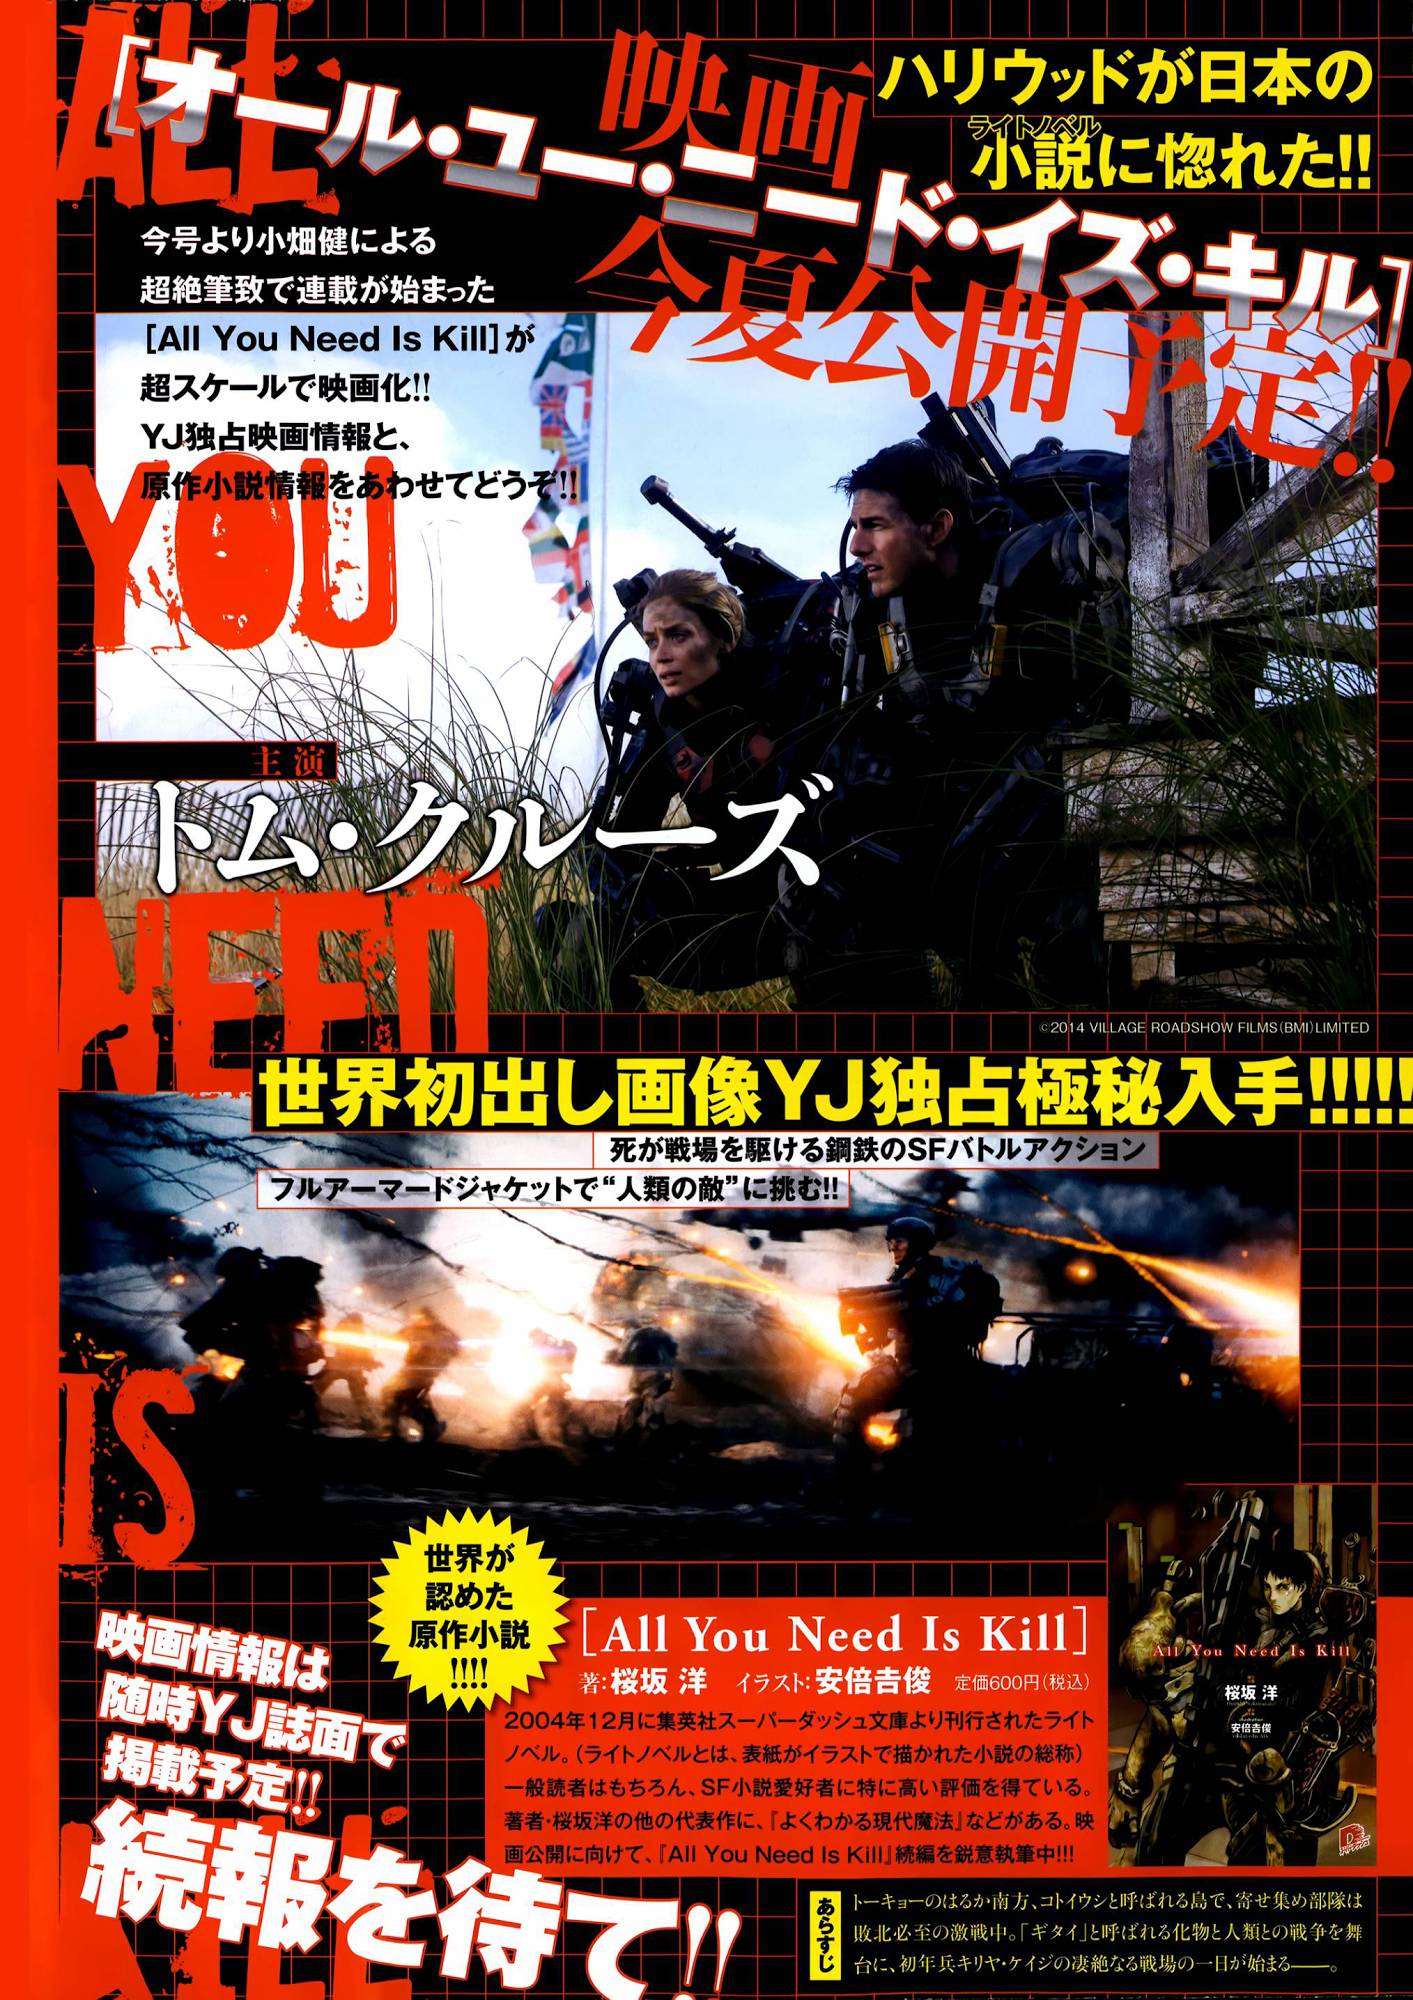 ALL
YOU
NEED
IS
KILL
ハリウッドが日本の
ライトノベル
小説に惚れた!!
映画
[オール・ユー・ニード・イズ・キル]
今夏公開予定!!
今号より小畑健による
超絶筆致で連載が始まった
[All You Need Is Kill]が
超スケールで映画化!!
YJ独占映画情報と、
原作小説情報をあわせてどうぞ!!
主演
トム・クルーズ
©2014 VILLAGE ROADSHOW FILMS(BMI)LIMITED
世界初出し画像YJ独占極秘入手!!!!!
死が戦場を駆ける鋼鉄のSFバトルアクション
フルアーマードジャケットで“人類の敵”に挑む!!
世界が
認めた
原作小説
!!!!
[All You Need Is Kill]
著:桜坂 洋 イラスト:安倍吉俊 定価600円(税込)
2004年12月に集英社スーパーダッシュ文庫より刊行されたライト
ノベル。(ライトノベルとは、表紙がイラストで描かれた小説の総称)
一般読者はもちろん、SF小説愛好者に特に高い評価を得ている。
著者・桜坂洋の他の代表作に、『よくわかる現代魔法』などがある。映
画公開に向けて、『All You Need Is Kill』続編を鋭意執筆中!!!
All You Need Is Kill
桜坂 洋
安倍吉俊
映画情報は
随時YJ誌面で
掲載予定!!
続報を待て!!
あらすじ
トーキョーのはるか南方、コトイウシと呼ばれる島で、寄せ集め部隊は
敗北必至の激戦中。「ギタイ」と呼ばれる化物と人類との戦争を舞
台に、初年兵キリヤ・ケイジの凄絶なる戦場の一日が始まる——。